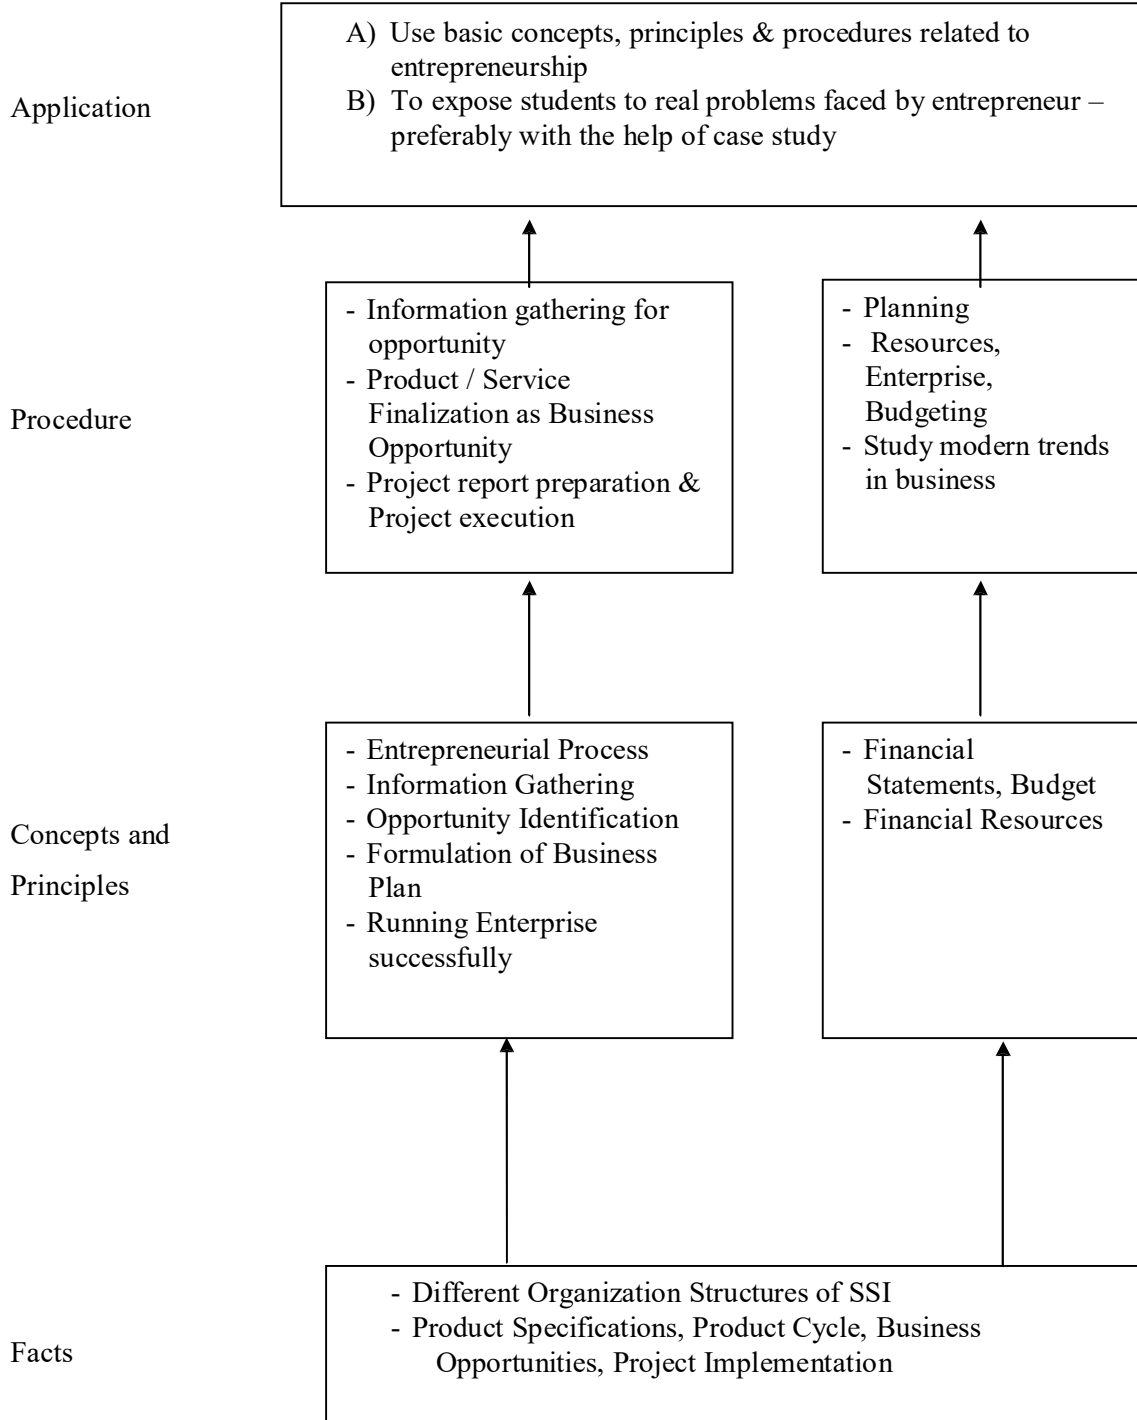 Application
A) Use basic concepts, principles & procedures related to
entrepreneurship
B) To expose students to real problems faced by entrepreneur –
preferably with the help of case study
Procedure
- Information gathering for
opportunity
- Product / Service
Finalization as Business
Opportunity
- Project report preparation &
Project execution
- Planning
- Resources,
Enterprise,
Budgeting
- Study modern trends
in business
Concepts and
Principles
- Entrepreneurial Process
- Information Gathering
- Opportunity Identification
- Formulation of Business
Plan
- Running Enterprise
successfully
- Financial
Statements, Budget
- Financial Resources
Facts
- Different Organization Structures of SSI
- Product Specifications, Product Cycle, Business
Opportunities, Project Implementation